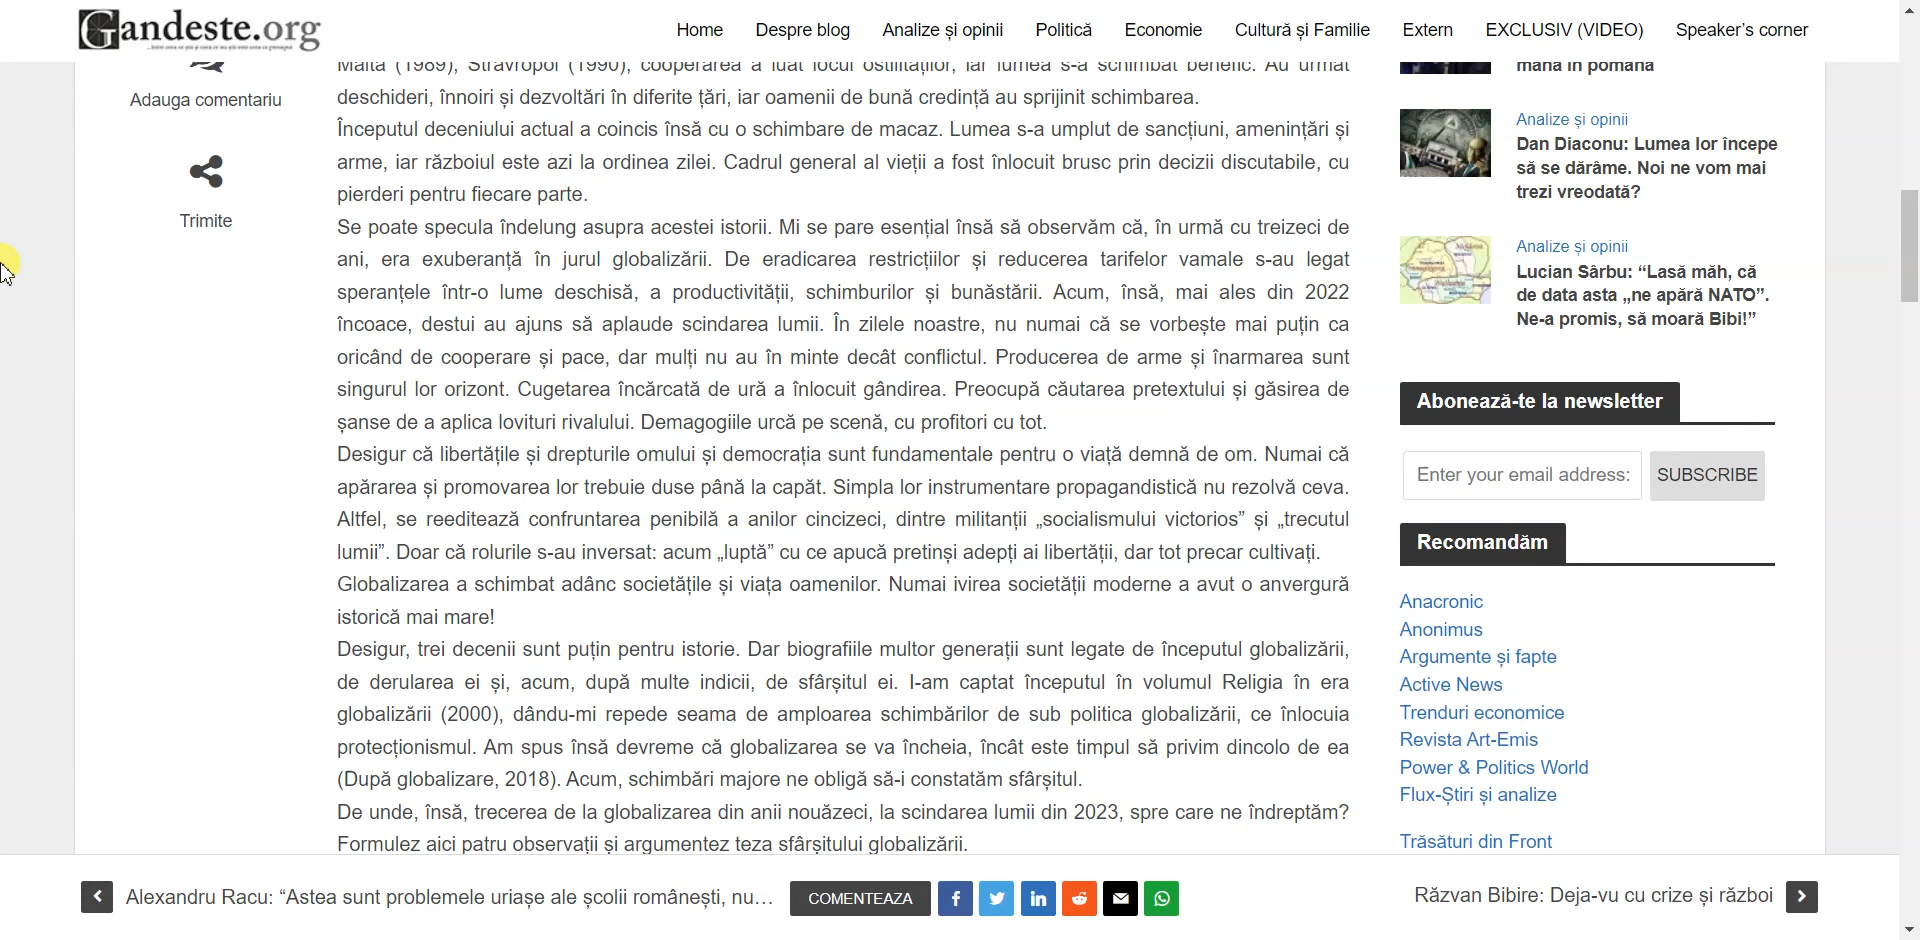 Gandeste.org
Home
Despre blog
Analize și opinii
Politică
Economie
Cultură și Familie
Extern
EXCLUSIV (VIDEO)
Speaker's corner
Adauga comentariu
Trimite
Malta (1989), Stravropol (1990), cooperarea a luat locul ostilităților, iar lumea s-a schimbat benefic. Au urmat
deschideri, înnoiri și dezvoltări în diferite țări, iar oamenii de bună credință au sprijinit schimbarea.
Începutul deceniului actual a coincis însă cu o schimbare de macaz. Lumea s-a umplut de sancțiuni, amenințări și
arme, iar războiul este azi la ordinea zilei. Cadrul general al vieții a fost înlocuit brusc prin decizii discutabile, cu
pierderi pentru fiecare parte.
Se poate specula îndelung asupra acestei istorii. Mi se pare esențial însă să observăm că, în urmă cu treizeci de
ani, era exuberanță în jurul globalizării. De eradicarea restricțiilor și reducerea tarifelor vamale s-au legat
speranțele într-o lume deschisă, a productivității, schimburilor și bunăstării. Acum, însă, mai ales din 2022
încoace, destui au ajuns să aplaude scindarea lumii. În zilele noastre, nu numai că se vorbește mai puțin ca
oricând de cooperare și pace, dar mulți nu au în minte decât conflictul. Producerea de arme și înarmarea sunt
singurul lor orizont. Cugetarea încărcată de ură a înlocuit gândirea. Preocupă căutarea pretextului și găsirea de
șanse de a aplica lovituri rivalului. Demagogiile urcă pe scenă, cu profitori cu tot.
Desigur că libertățile și drepturile omului și democrația sunt fundamentale pentru o viață demnă de om. Numai că
apărarea și promovarea lor trebuie duse până la capăt. Simpla lor instrumentare propagandistică nu rezolvă ceva.
Altfel, se reeditează confruntarea penibilă a anilor cincizeci, dintre militanții „socialismului victorios” și „trecutul
lumii”. Doar că rolurile s-au inversat: acum „luptă” cu ce apucă pretinși adepți ai libertății, dar tot precar cultivați.
Globalizarea a schimbat adânc societățile și viața oamenilor. Numai ivirea societății moderne a avut o anvergură
istorică mai mare!
Desigur, trei decenii sunt puțin pentru istorie. Dar biografiile multor generații sunt legate de începutul globalizării,
de derularea ei și, acum, după multe indicii, de sfârșitul ei. I-am captat începutul în volumul Religia în era
globalizării (2000), dându-mi repede seama de amploarea schimbărilor de sub politica globalizării, ce înlocuia
protecționismul. Am spus însă devreme că globalizarea se va încheia, încât este timpul să privim dincolo de ea
(După globalizare, 2018). Acum, schimbări majore ne obligă să-i constatăm sfârșitul.
De unde, însă, trecerea de la globalizarea din anii nouăzeci, la scindarea lumii din 2023, spre care ne îndreptăm?
Formulez aici patru observații și argumentez teza sfârșitului globalizării.
mână în pomană
Analize și opinii
Dan Diaconu: Lumea lor începe
să se dărâme. Noi ne vom mai
trezi vreodată?
Analize și opinii
Lucian Sârbu: “Lasă măh, că
de data asta „ne apără NATO”.
Ne-a promis, să moară Bibi!”
Abonează-te la newsletter
Enter your email address:
SUBSCRIBE
Recomandăm
Anacronic
Anonimus
Argumente și fapte
Active News
Trenduri economice
Revista Art-Emis
Power & Politics World
Flux-Știri și analize
Trăsături din Front
Alexandru Racu: “Astea sunt problemele uriașe ale școlii românești, nu...
COMENTEAZA
Răzvan Bibire: Deja-vu cu crize și război